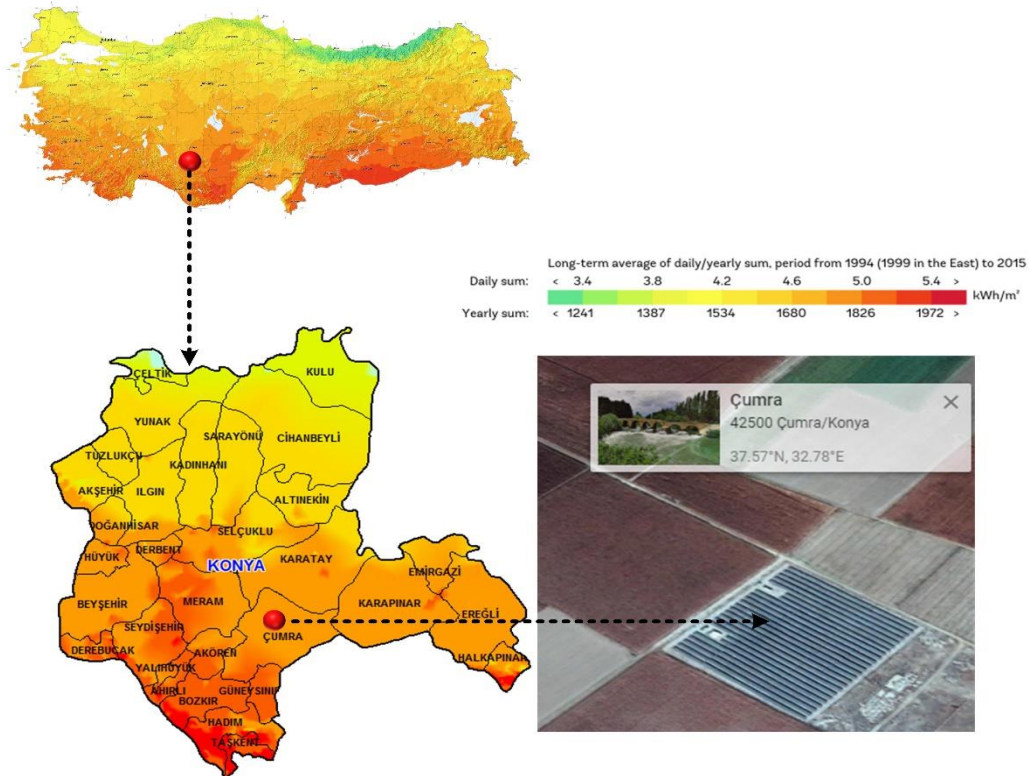 Long-term average of daily/yearly sum, period from 1994 (1999 in the East) to 2015
Daily sum: < 3.4 3.8 4.2 4.6 5.0 5.4 >
kWh/m²
Yearly sum: < 1241 1387 1534 1680 1826 1972 >
ÇELTİK
KULU
YUNAK
SARAYÖNÜ
CİHANBEYLİ
TUZLUKÇU
KADINHANI
AKŞEHİR
ILGIN
ALTINEKİN
DOĞANHİSAR
SELÇUKLU
HÜYÜK
DERBENT
KONYA
KARATAY
EMİRGAZİ
BEYŞEHİR
MERAM
KARAPINAR
EREĞLİ
SEYDİŞEHİR
ÇUMRA
DEREBUCAK
AKÖREN
HALKAPINAR
YALIHÜYÜK
AHIRLI
BOZKIR
GÜNEYSINIR
HADIM
TAŞKENT
Çumra
42500 Çumra/Konya
37.57°N, 32.78°E